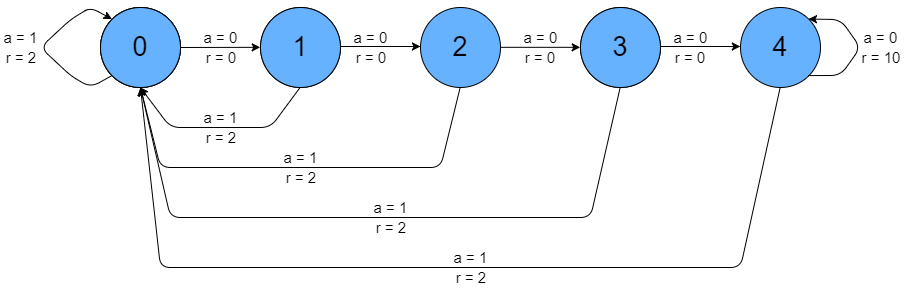 a = 1
r = 2
0
a = 0
r = 0
1
a = 0
r = 0
2
a = 0
r = 0
3
a = 0
r = 0
4
a = 0
r = 10
a = 1
r = 2
a = 1
r = 2
a = 1
r = 2
a = 1
r = 2